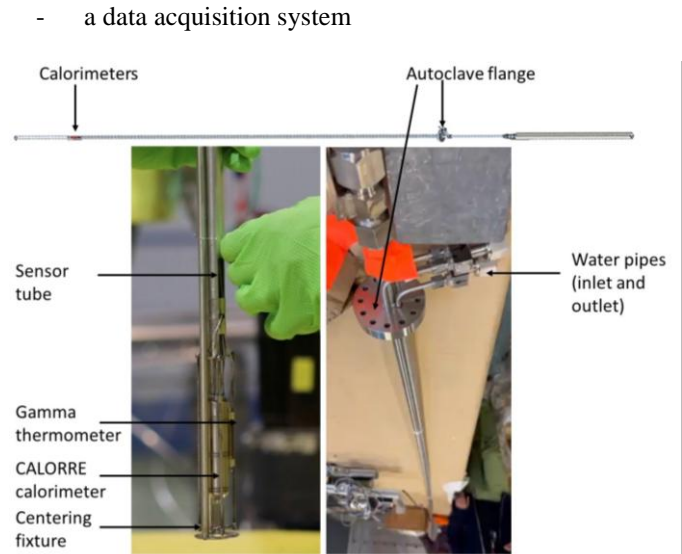 - a data acquisition system
Calorimeters
Autoclave flange
Sensor
tube
Water pipes
(inlet and
outlet)
Gamma
thermometer
CALORRE
calorimeter
Centering
fixture